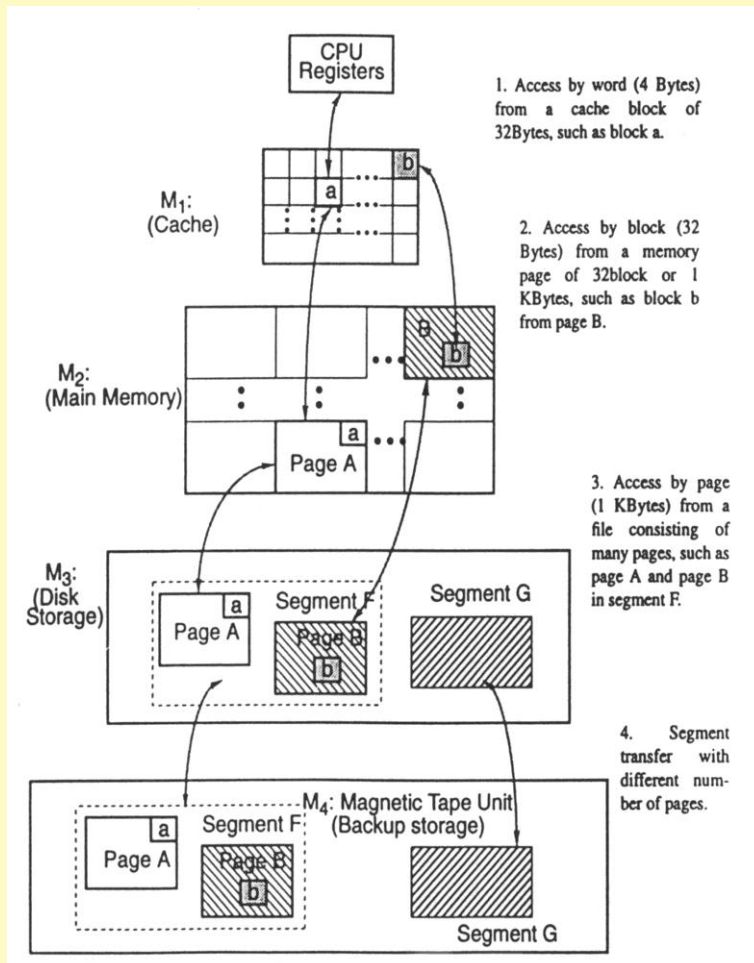 CPU
Registers
1. Access by word (4 Bytes)
from a cache block of
32Bytes, such as block a.
b
a
M1:
(Cache)
2. Access by block (32
Bytes) from a memory
page of 32block or 1
KBytes, such as block b
from page B.
B
b
M2:
(Main Memory)
a
Page A
3. Access by page
(1 KBytes) from a
file consisting of
many pages, such as
page A and page B
in segment F.
M3:
(Disk
Storage)
a
Page A
Segment F
Page B
b
Segment G
4. Segment
transfer with
different num-
ber of pages.
M4: Magnetic Tape Unit
(Backup storage)
a
Page A
Segment F
Page B
b
Segment G